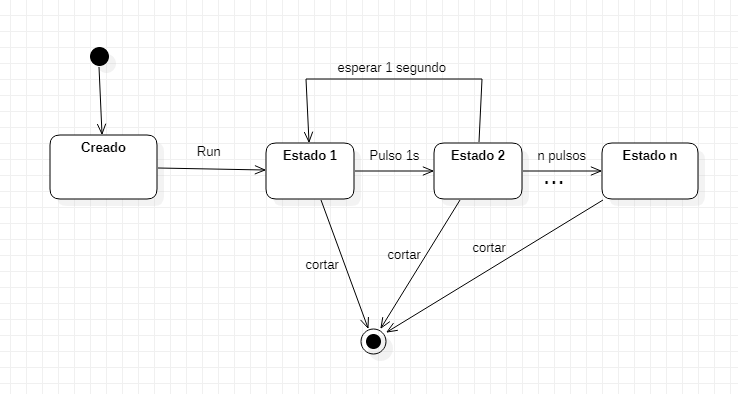 esperar 1 segundo
Creado
Run
Estado 1
Pulso 1s
Estado 2
n pulsos
...
Estado n
cortar
cortar
cortar